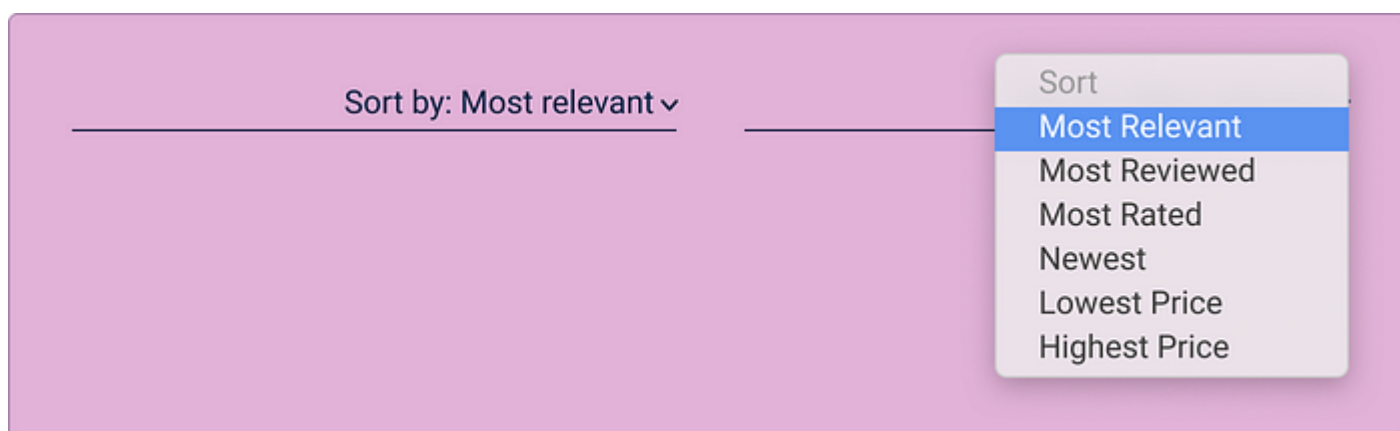 Sort by: Most relevant
Sort
Most Relevant
Most Reviewed
Most Rated
Newest
Lowest Price
Highest Price